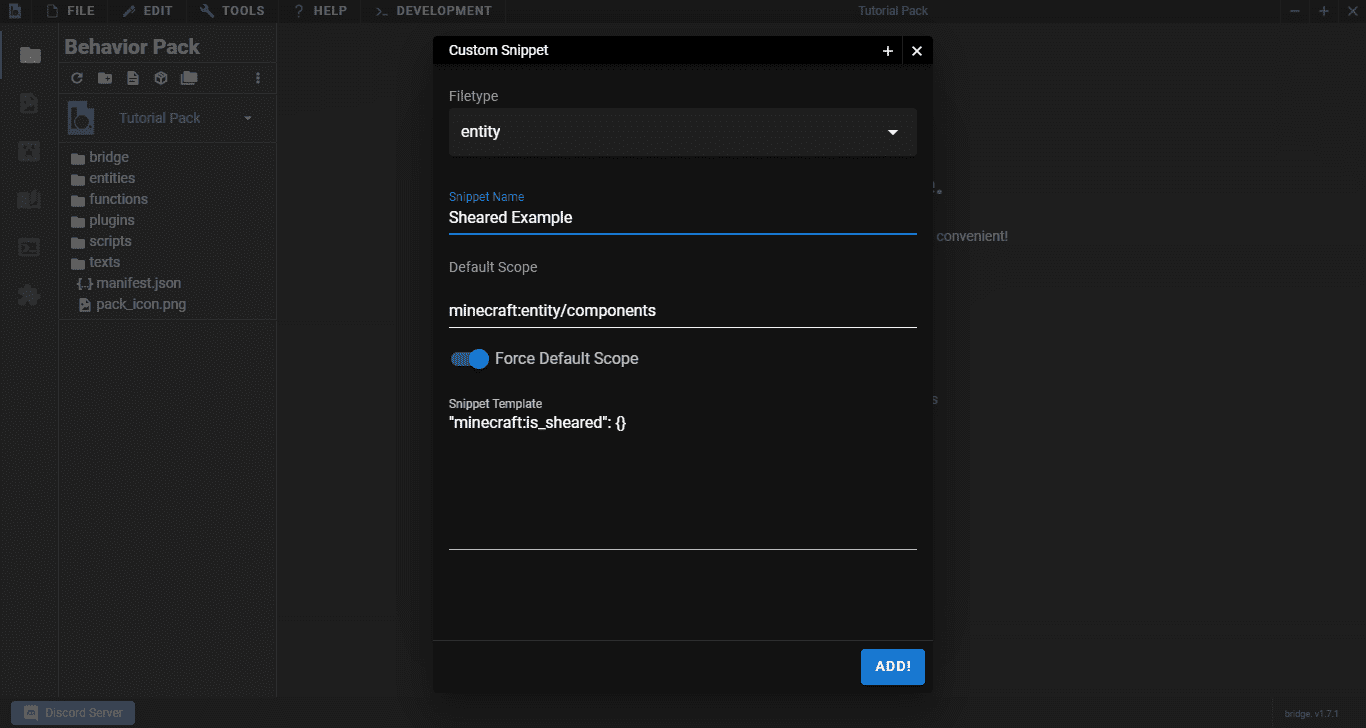 FILE EDIT TOOLS ? HELP >_ DEVELOPMENT Tutorial Pack
Behavior Pack
Tutorial Pack
bridge
entities
functions
plugins
scripts
texts
{..} manifest.json
pack_icon.png
Custom Snippet
Filetype
entity
Snippet Name
Sheared Example
Default Scope
minecraft:entity/components
Force Default Scope
Snippet Template
"minecraft:is_sheared": {}
ADD!
convenient!
s
Discord Server
bridge. v1.7.1